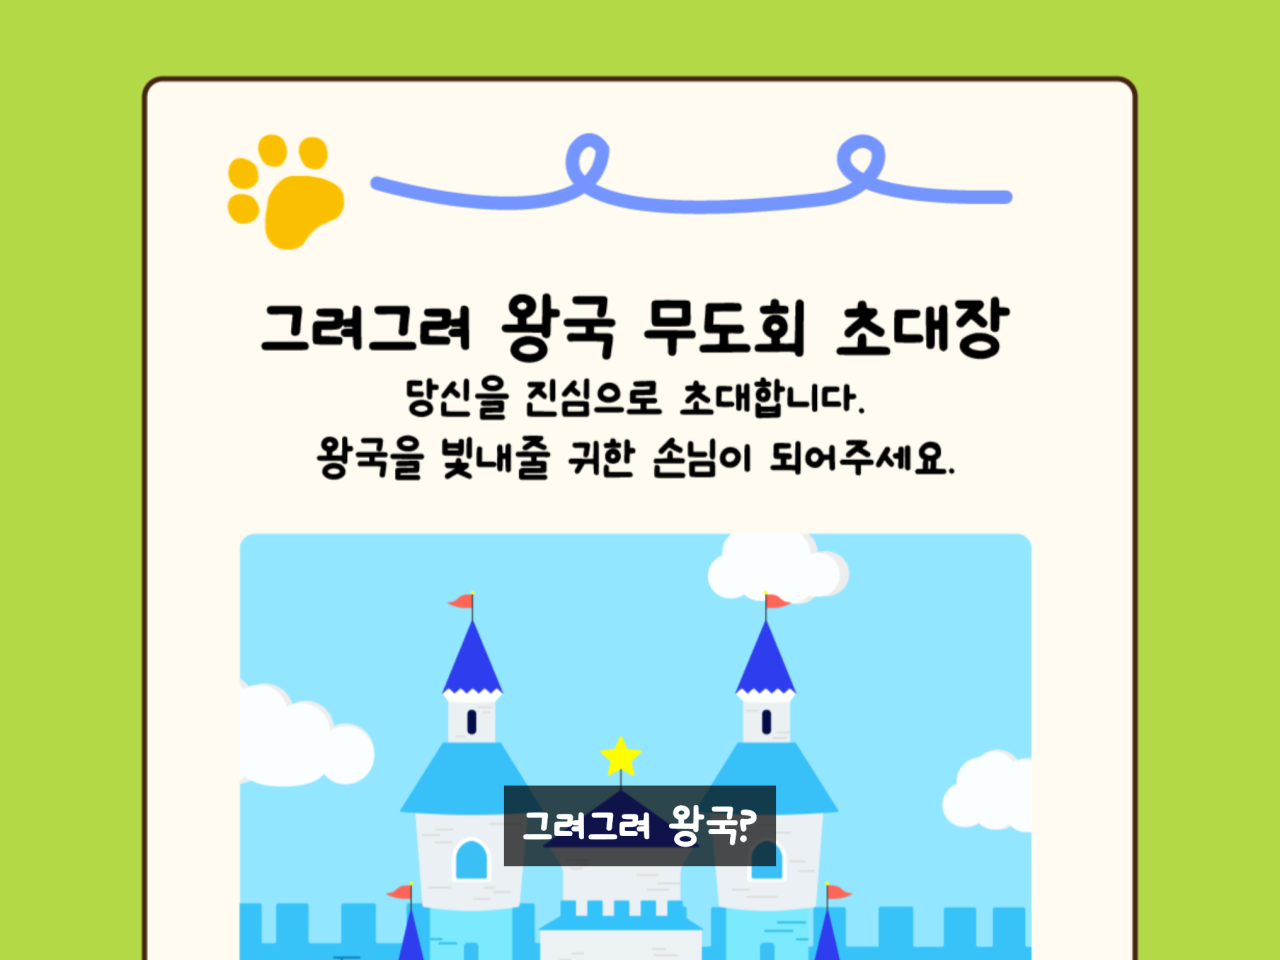 그려그려 왕국 무도회 초대장
당신을 진심으로 초대합니다.
왕국을 빛내줄 귀한 손님이 되어주세요.
그려그려 왕국?